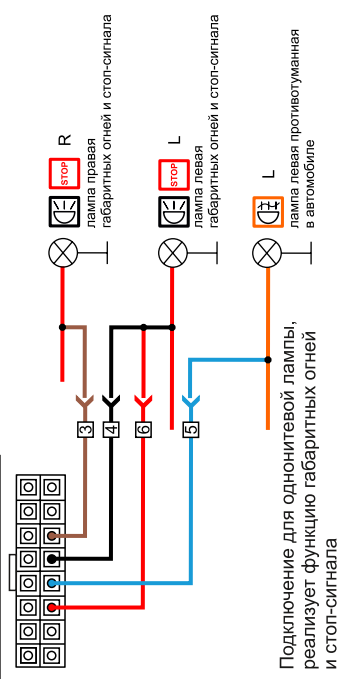 STOP
R
лампа правая
габаритных огней и стоп-сигнала
STOP
L
лампа левая
габаритных огней и стоп-сигнала
L
лампа левая противотуманная
в автомобиле
3
4
6
5
Подключение для однонитевой лампы,
реализует функцию габаритных огней
и стоп-сигнала